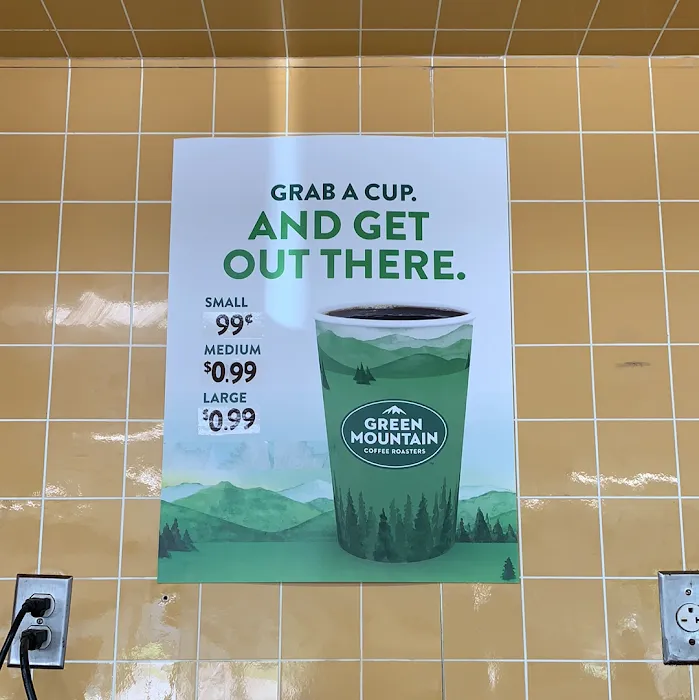 GRAB A CUP.
AND GET
OUT THERE.
SMALL
99¢
MEDIUM
$0.99
LARGE
$0.99
GREEN
MOUNTAIN
COFFEE ROASTERS